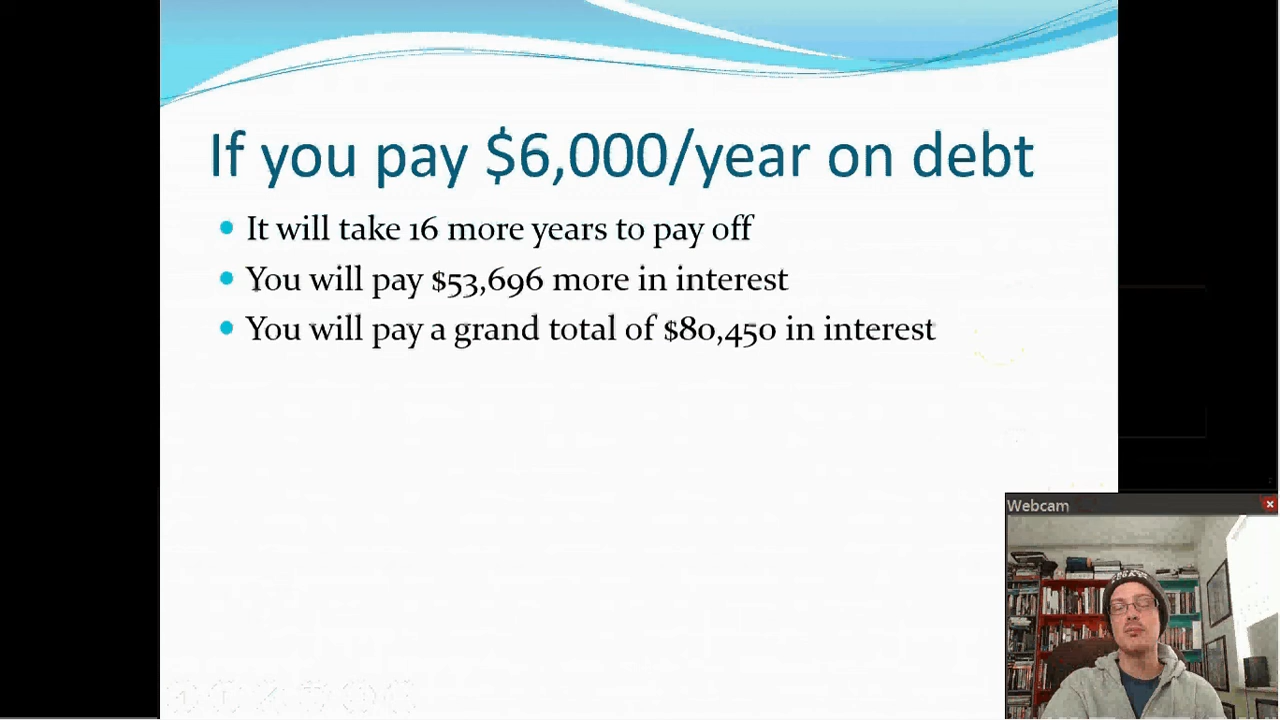 If you pay $6,000/year on debt
It will take 16 more years to pay off
You will pay $53,696 more in interest
You will pay a grand total of $80,450 in interest
Webcam